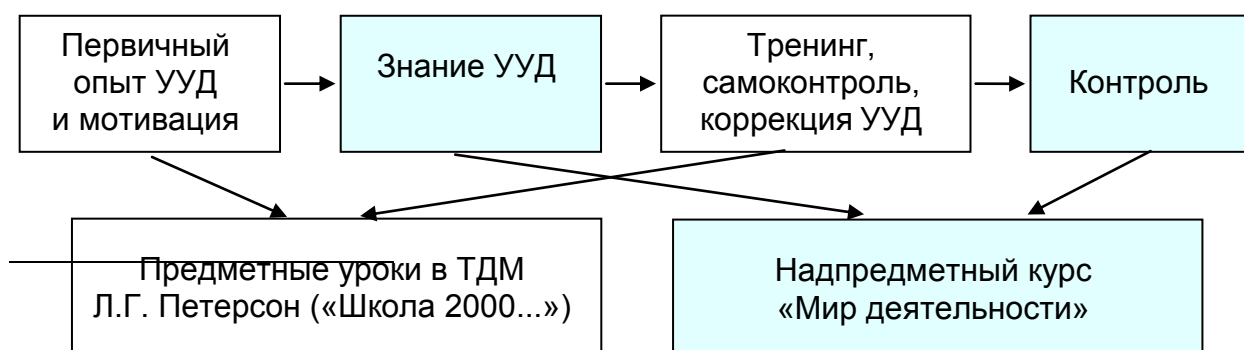 Первичный
опыт УУД
и мотивация
Знание УУД
Тренинг,
самоконтроль,
коррекция УУД
Контроль
Предметные уроки в ТДМ
Л.Г. Петерсон («Школа 2000...»)
Надпредметный курс
«Мир деятельности»